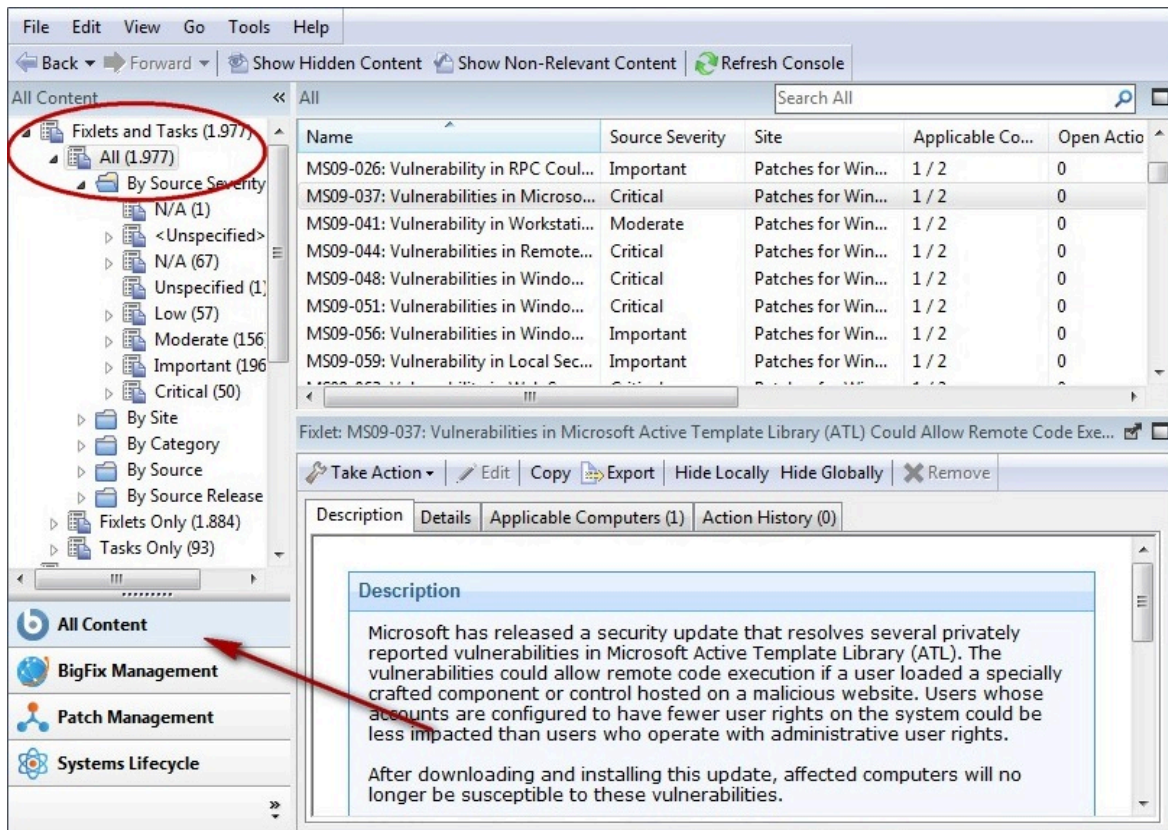 File Edit View Go Tools Help
Back Forward Show Hidden Content Show Non-Relevant Content Refresh Console
All Content «
Fixlets and Tasks (1.977)
All (1.977)
By Source Severity
N/A (1)
<Unspecified>
N/A (67)
Unspecified (1)
Low (57)
Moderate (156)
Important (196
Critical (50)
By Site
By Category
By Source
By Source Release
Fixlets Only (1.884)
Tasks Only (93)
All Content
BigFix Management
Patch Management
Systems Lifecycle
»
All Search All
Name Source Severity Site Applicable Co... Open Actio
MS09-026: Vulnerability in RPC Coul... Important Patches for Win... 1 / 2 0
MS09-037: Vulnerabilities in Microso... Critical Patches for Win... 1 / 2 0
MS09-041: Vulnerability in Workstati... Moderate Patches for Win... 1 / 2 0
MS09-044: Vulnerabilities in Remote... Critical Patches for Win... 1 / 2 0
MS09-048: Vulnerabilities in Windo... Critical Patches for Win... 1 / 2 0
MS09-051: Vulnerabilities in Windo... Critical Patches for Win... 1 / 2 0
MS09-056: Vulnerabilities in Windo... Important Patches for Win... 1 / 2 0
MS09-059: Vulnerability in Local Sec... Important Patches for Win... 1 / 2 0
Fixlet: MS09-037: Vulnerabilities in Microsoft Active Template Library (ATL) Could Allow Remote Code Exe...
Take Action Edit Copy Export Hide Locally Hide Globally Remove
Description Details Applicable Computers (1) Action History (0)
Description
Microsoft has released a security update that resolves several privately
reported vulnerabilities in Microsoft Active Template Library (ATL). The
vulnerabilities could allow remote code execution if a user loaded a specially
crafted component or control hosted on a malicious website. Users whose
accounts are configured to have fewer user rights on the system could be
less impacted than users who operate with administrative user rights.
After downloading and installing this update, affected computers will no
longer be susceptible to these vulnerabilities.